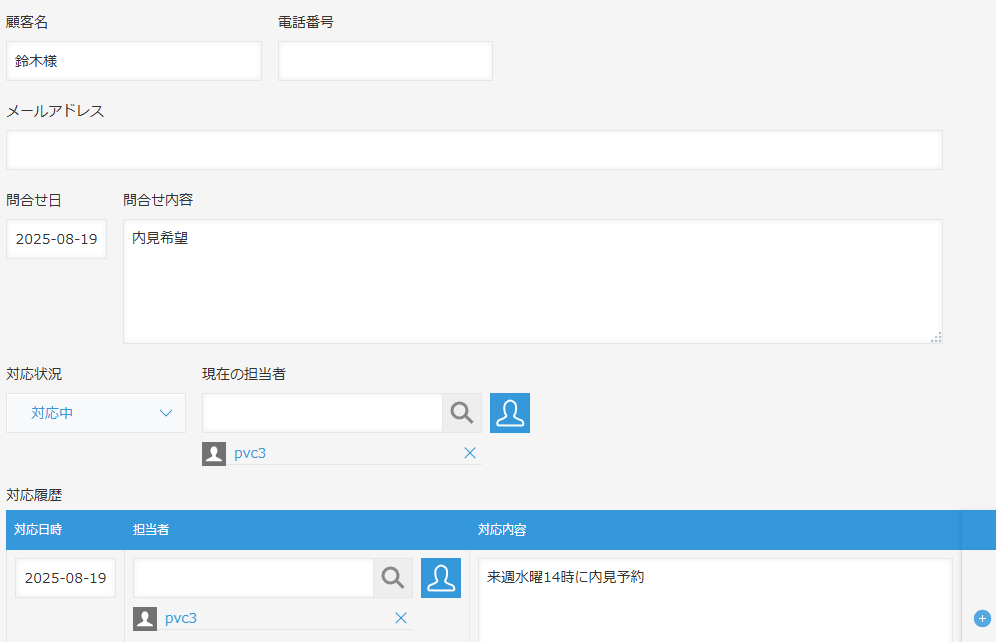 顧客名 電話番号
鈴木様
メールアドレス
問合せ日 問合せ内容
2025-08-19 内見希望
対応状況 現在の担当者
対応中
pvc3
対応履歴
対応日時 担当者 対応内容
2025-08-19 来週水曜14時に内見予約
pvc3